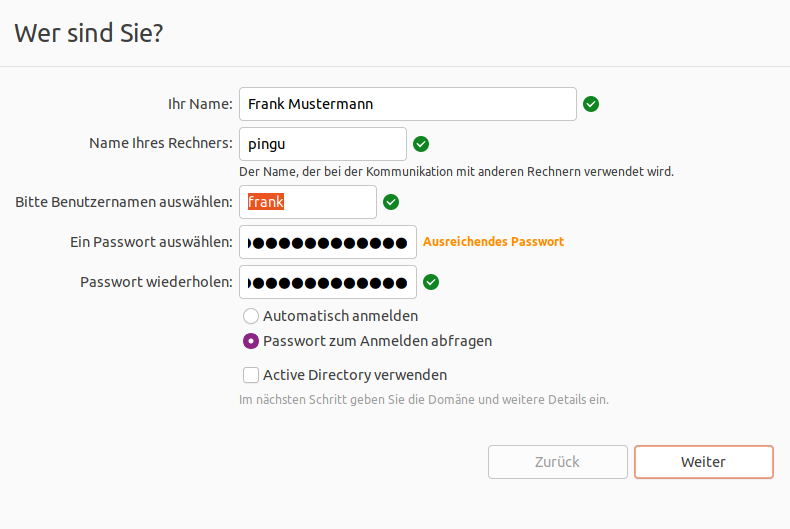 Wer sind Sie?
Ihr Name: Frank Mustermann
Name Ihres Rechners: pingu
Der Name, der bei der Kommunikation mit anderen Rechnern verwendet wird.
Bitte Benutzernamen auswählen: frank
Ein Passwort auswählen: ●●●●●●●●●●●●● Ausreichendes Passwort
Passwort wiederholen: ●●●●●●●●●●●●●
Automatisch anmelden
Passwort zum Anmelden abfragen
Active Directory verwenden
Im nächsten Schritt geben Sie die Domäne und weitere Details ein.
Zurück Weiter